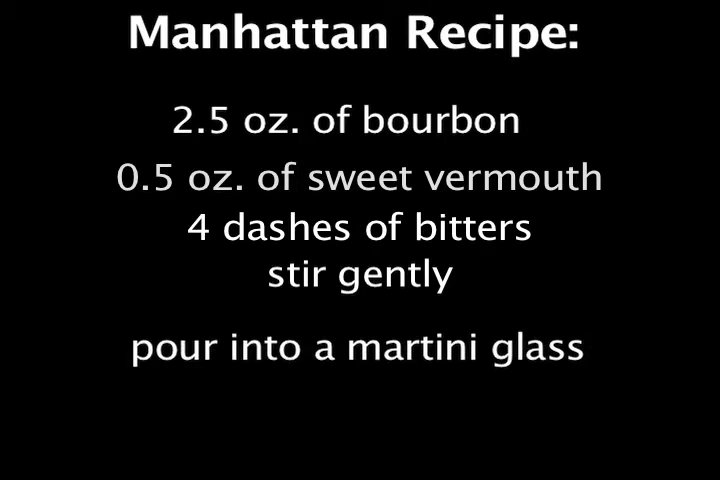 Manhattan Recipe:
2.5 oz. of bourbon
0.5 oz. of sweet vermouth
4 dashes of bitters
stir gently
pour into a martini glass